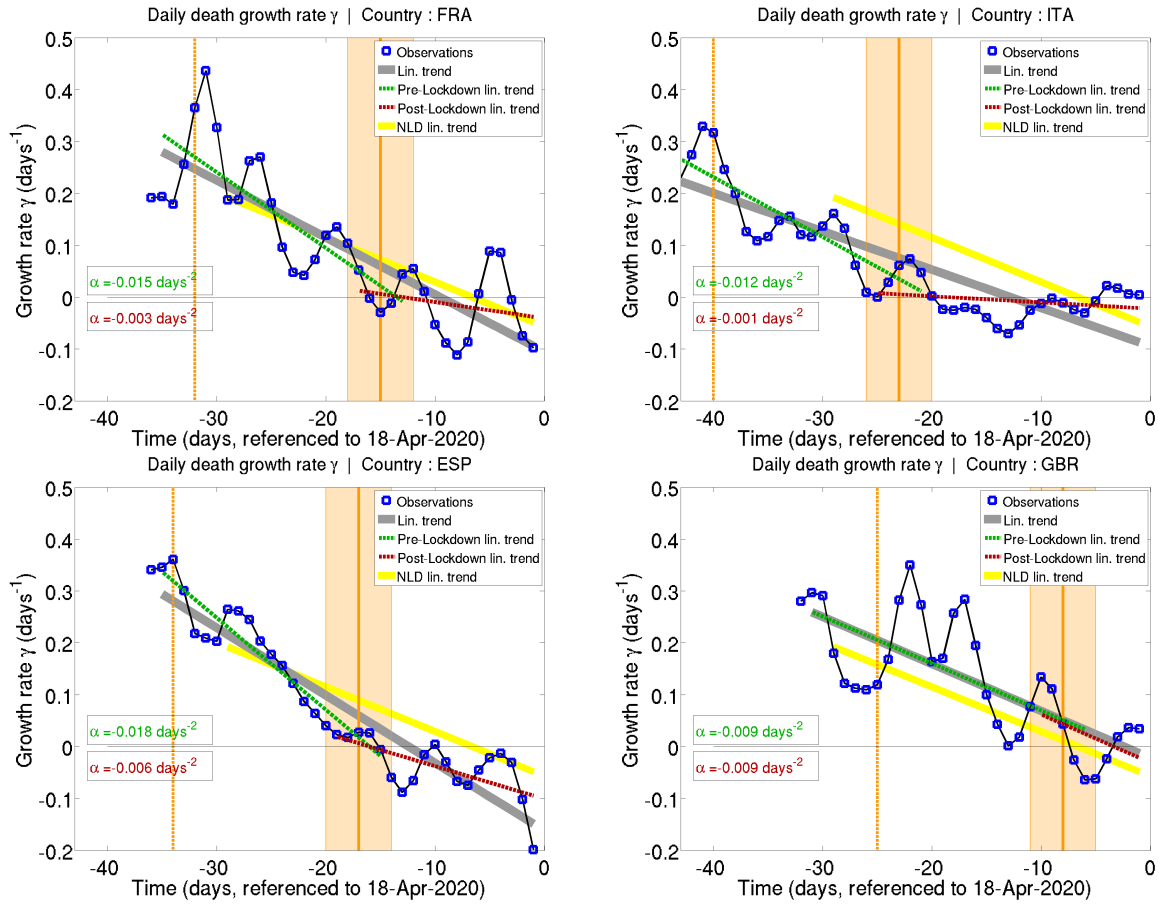 Daily death growth rate γ | Country : FRA
0.5
0.4
0.3
0.2
0.1
0
-0.1
-0.2
Growth rate γ (days-1)
Observations
Lin. trend
Pre-Lockdown lin. trend
Post-Lockdown lin. trend
NLD lin. trend
α =-0.015 days-2
α =-0.003 days-2
-40
-30
-20
-10
0
Time (days, referenced to 18-Apr-2020)
Daily death growth rate γ | Country : ITA
0.5
0.4
0.3
0.2
0.1
0
-0.1
-0.2
Growth rate γ (days-1)
Observations
Lin. trend
Pre-Lockdown lin. trend
Post-Lockdown lin. trend
NLD lin. trend
α =-0.012 days-2
α =-0.001 days-2
-40
-30
-20
-10
0
Time (days, referenced to 18-Apr-2020)
Daily death growth rate γ | Country : ESP
0.5
0.4
0.3
0.2
0.1
0
-0.1
-0.2
Growth rate γ (days-1)
Observations
Lin. trend
Pre-Lockdown lin. trend
Post-Lockdown lin. trend
NLD lin. trend
α =-0.018 days-2
α =-0.006 days-2
-40
-30
-20
-10
0
Time (days, referenced to 18-Apr-2020)
Daily death growth rate γ | Country : GBR
0.5
0.4
0.3
0.2
0.1
0
-0.1
-0.2
Growth rate γ (days-1)
Observations
Lin. trend
Pre-Lockdown lin. trend
Post-Lockdown lin. trend
NLD lin. trend
α =-0.009 days-2
α =-0.009 days-2
-40
-30
-20
-10
0
Time (days, referenced to 18-Apr-2020)